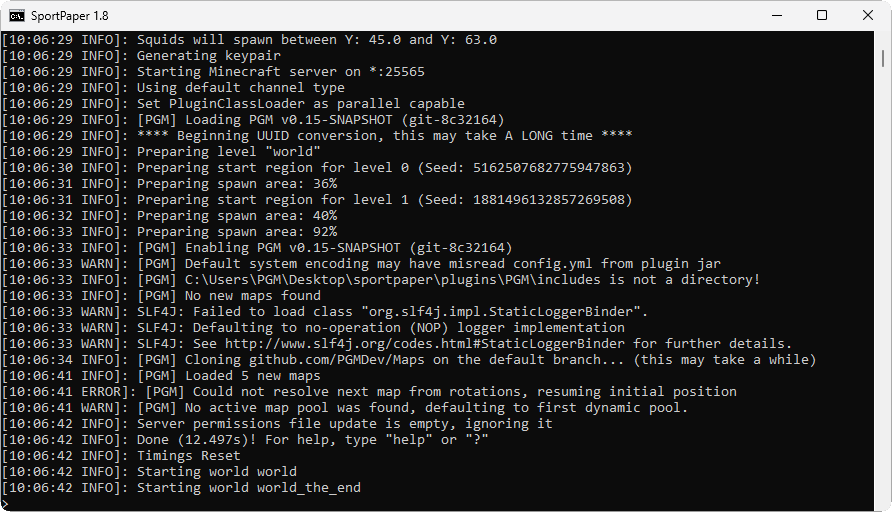 SportPaper 1.8
[10:06:29 INFO]: Squids will spawn between Y: 45.0 and Y: 63.0
[10:06:29 INFO]: Generating keypair
[10:06:29 INFO]: Starting Minecraft server on *:25565
[10:06:29 INFO]: Using default channel type
[10:06:29 INFO]: Set PluginClassLoader as parallel capable
[10:06:29 INFO]: [PGM] Loading PGM v0.15-SNAPSHOT (git-8c32164)
[10:06:29 INFO]: **** Beginning UUID conversion, this may take A LONG time ****
[10:06:29 INFO]: Preparing level "world"
[10:06:30 INFO]: Preparing start region for level 0 (Seed: 5162507682775947863)
[10:06:31 INFO]: Preparing spawn area: 36%
[10:06:31 INFO]: Preparing start region for level 1 (Seed: 1881496132857269508)
[10:06:32 INFO]: Preparing spawn area: 40%
[10:06:33 INFO]: Preparing spawn area: 92%
[10:06:33 INFO]: [PGM] Enabling PGM v0.15-SNAPSHOT (git-8c32164)
[10:06:33 WARN]: [PGM] Default system encoding may have misread config.yml from plugin jar
[10:06:33 INFO]: [PGM] C:\Users\PGM\Desktop\sportpaper\plugins\PGM\includes is not a directory!
[10:06:33 INFO]: [PGM] No new maps found
[10:06:33 WARN]: SLF4J: Failed to load class "org.slf4j.impl.StaticLoggerBinder".
[10:06:33 WARN]: SLF4J: Defaulting to no-operation (NOP) logger implementation
[10:06:33 WARN]: SLF4J: See http://www.slf4j.org/codes.html#StaticLoggerBinder for further details.
[10:06:34 INFO]: [PGM] Cloning github.com/PGMDev/Maps on the default branch... (this may take a while)
[10:06:41 INFO]: [PGM] Loaded 5 new maps
[10:06:41 ERROR]: [PGM] Could not resolve next map from rotations, resuming initial position
[10:06:41 WARN]: [PGM] No active map pool was found, defaulting to first dynamic pool.
[10:06:42 INFO]: Server permissions file update is empty, ignoring it
[10:06:42 INFO]: Done (12.497s)! For help, type "help" or "?"
[10:06:42 INFO]: Timings Reset
[10:06:42 INFO]: Starting world world
[10:06:42 INFO]: Starting world world_the_end
>